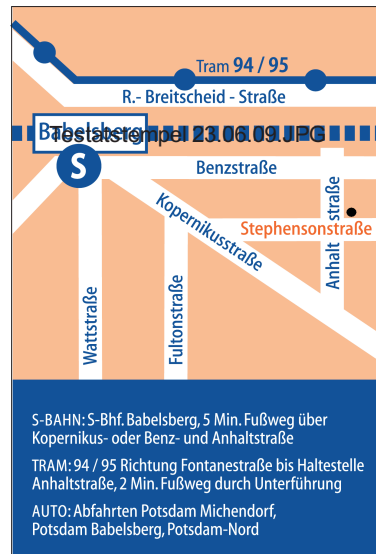 Tram 94 / 95
R.- Breitscheid - Straße
Babelsberg
Testatstempel 23.06.09.JPG
S
Benzstraße
Kopernikusstraße
Stephensonstraße
Anhalt straße
Wattstraße
Fultonstraße
S-BAHN: S-Bhf. Babelsberg, 5 Min. Fußweg über
Kopernikus- oder Benz- und Anhaltstraße
TRAM: 94 / 95 Richtung Fontanestraße bis Haltestelle
Anhaltstraße, 2 Min. Fußweg durch Unterführung
AUTO: Abfahrten Potsdam Michendorf,
Potsdam Babelsberg, Potsdam-Nord